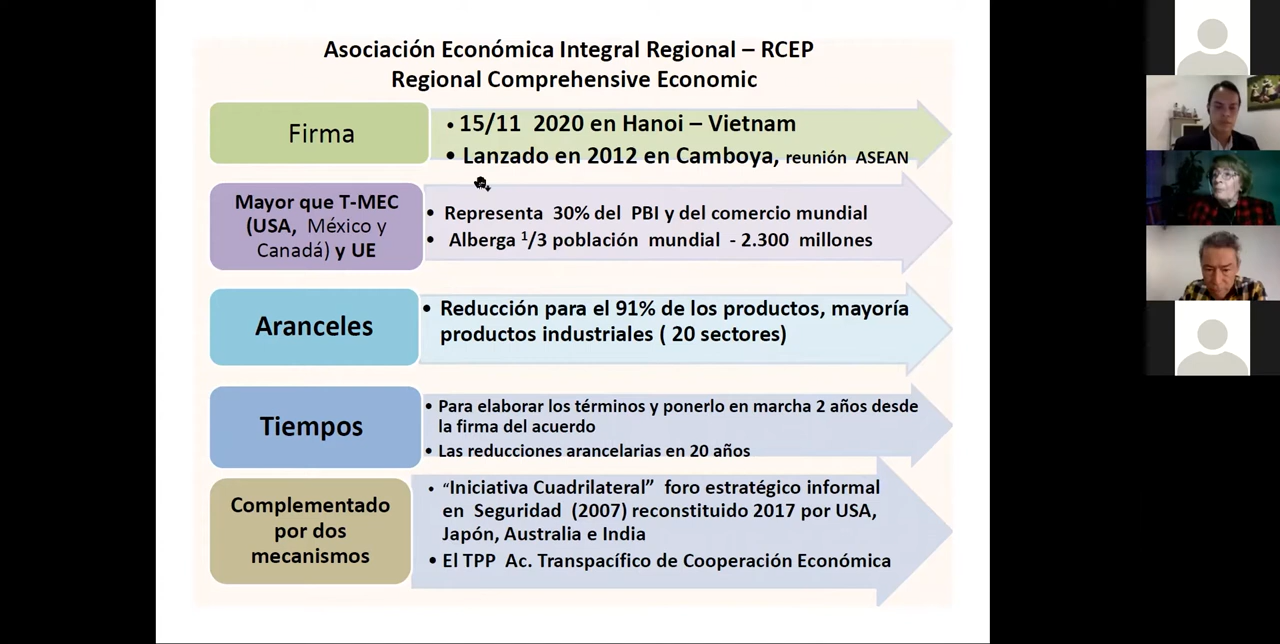 Asociación Económica Integral Regional – RCEP
Regional Comprehensive Economic
Firma
• 15/11 2020 en Hanoi – Vietnam
• Lanzado en 2012 en Camboya, reunión ASEAN
Mayor que T-MEC
(USA, México y
Canadá) y UE
• Representa 30% del PBI y del comercio mundial
• Alberga ¹/3 población mundial - 2.300 millones
Aranceles
• Reducción para el 91% de los productos, mayoría
productos industriales ( 20 sectores)
Tiempos
• Para elaborar los términos y ponerlo en marcha 2 años desde
la firma del acuerdo
• Las reducciones arancelarias en 20 años
Complementado
por dos
mecanismos
• “Iniciativa Cuadrilateral” foro estratégico informal
en Seguridad (2007) reconstituido 2017 por USA,
Japón, Australia e India
• El TPP Ac. Transpacífico de Cooperación Económica